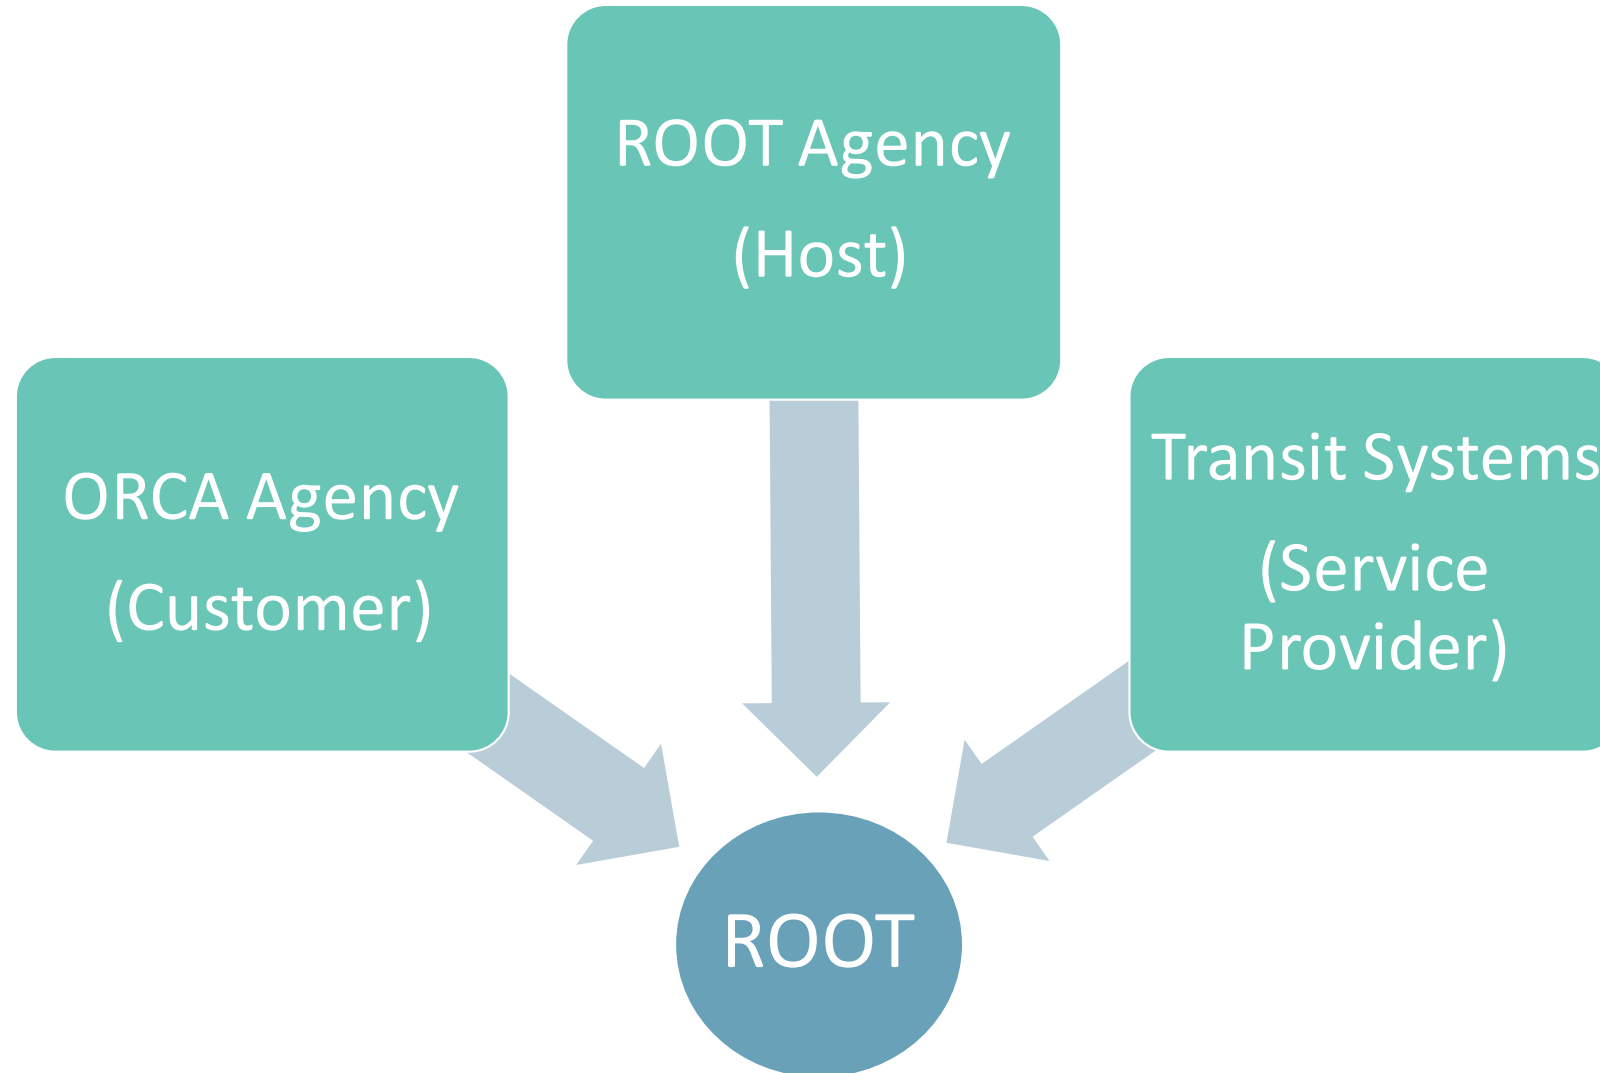 ROOT Agency
(Host)
ORCA Agency
(Customer)
Transit Systems
(Service
Provider)
ROOT